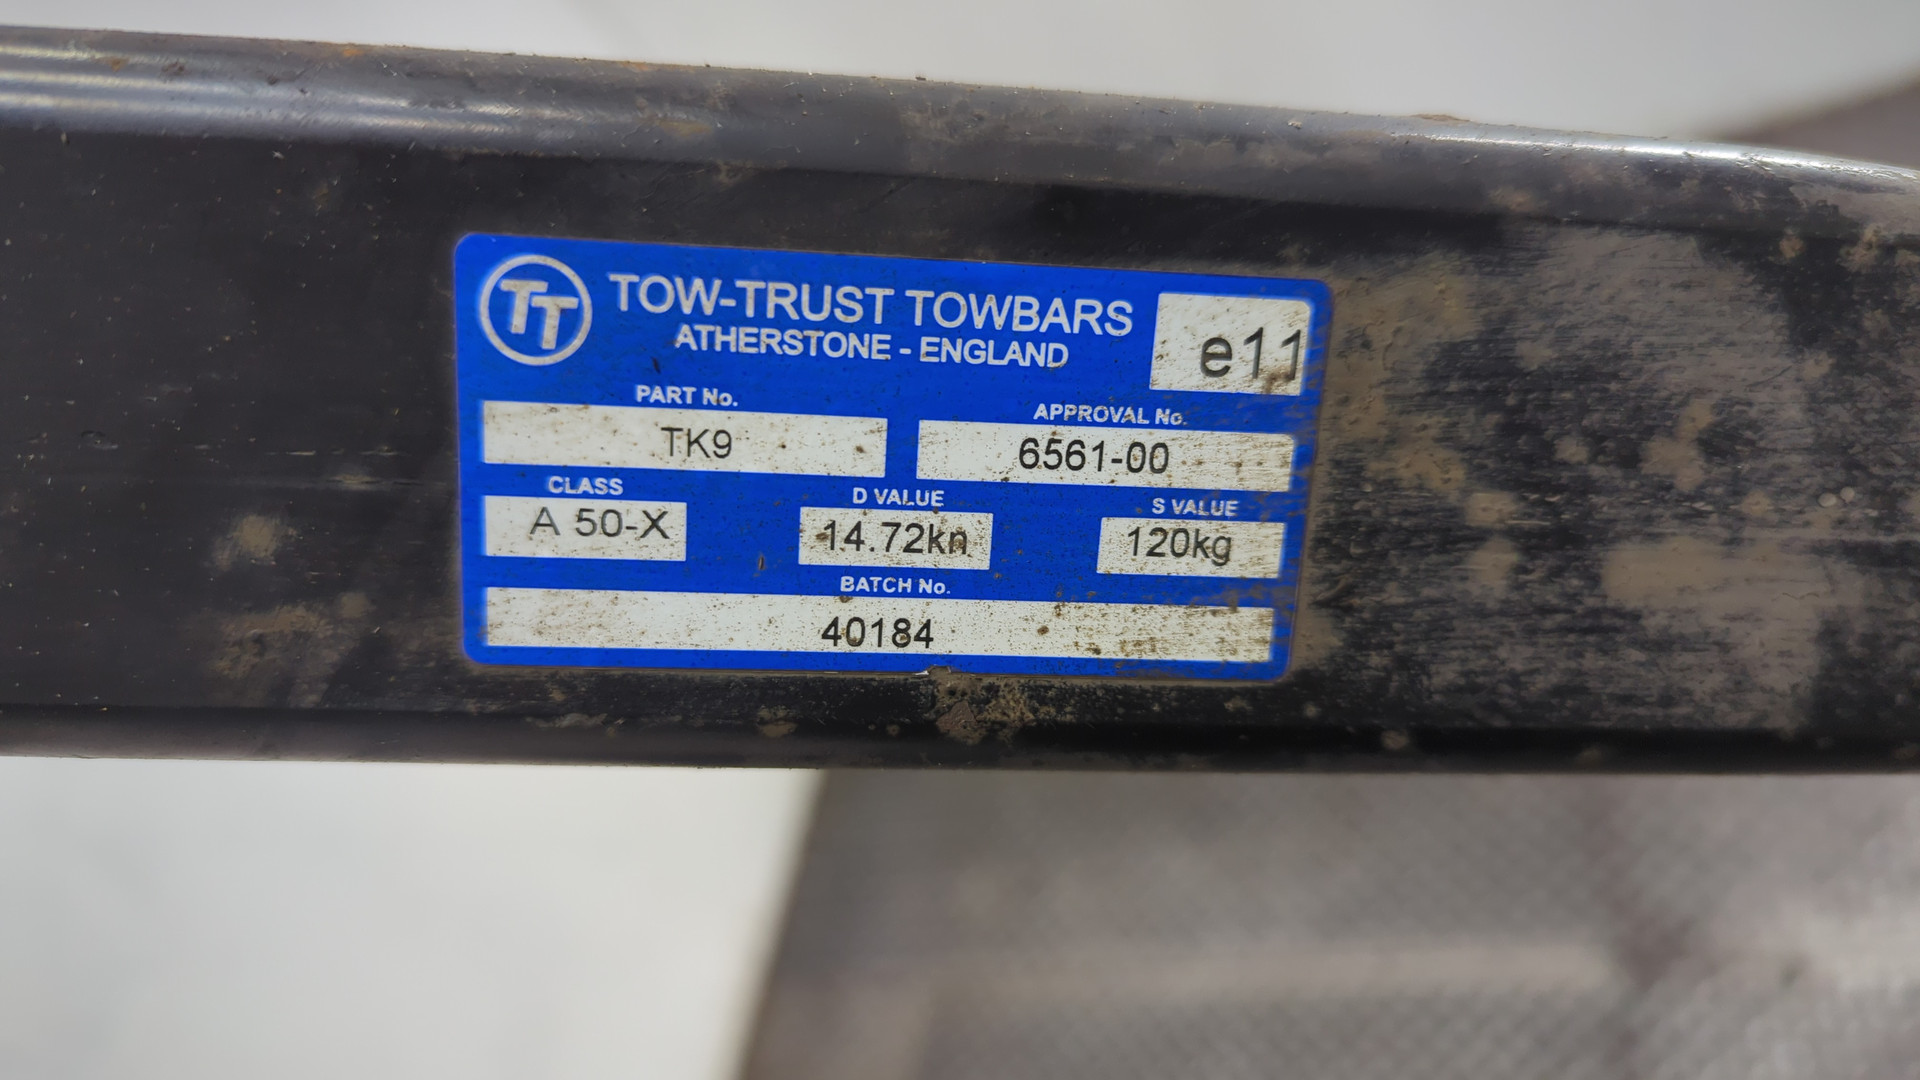 TT
TOW-TRUST TOWBARS
ATHERSTONE - ENGLAND
e11
PART No.
TK9
APPROVAL No.
6561-00
CLASS
A 50-X
D VALUE
14.72kn
S VALUE
120kg
BATCH No.
40184